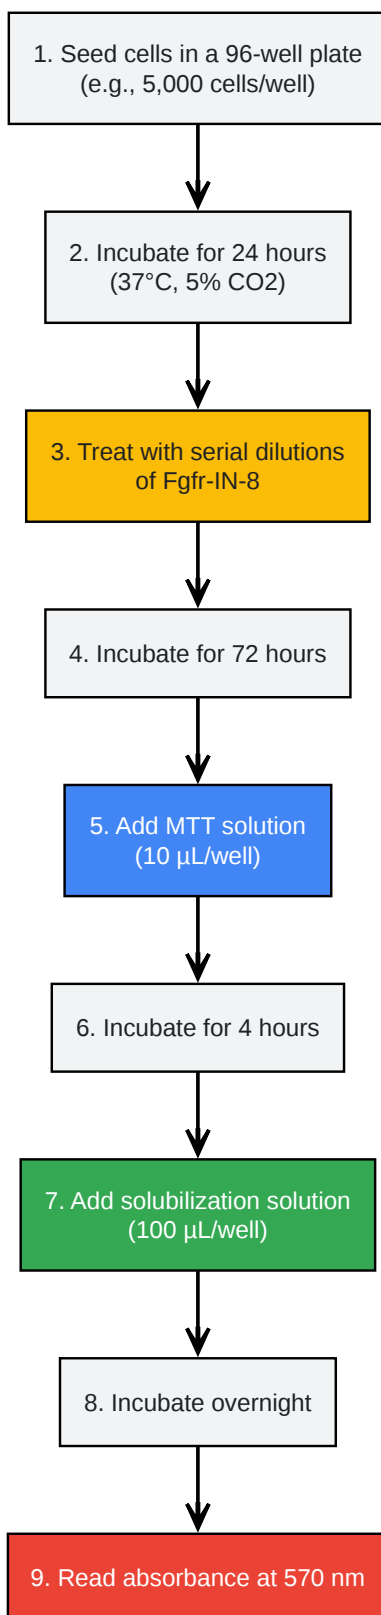 1. Seed cells in a 96-well plate
(e.g., 5,000 cells/well)
2. Incubate for 24 hours
(37°C, 5% CO2)
3. Treat with serial dilutions
of Fgfr-IN-8
4. Incubate for 72 hours
5. Add MTT solution
(10 µL/well)
6. Incubate for 4 hours
7. Add solubilization solution
(100 µL/well)
8. Incubate overnight
9. Read absorbance at 570 nm